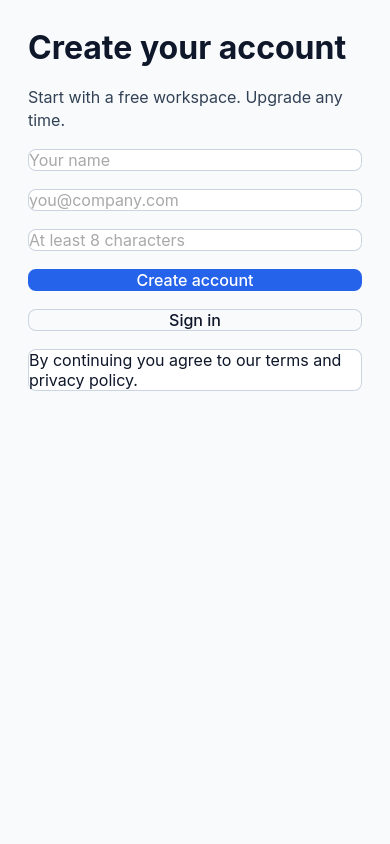 Create your account
Start with a free workspace. Upgrade any
time.
Your name
you@company.com
At least 8 characters
Create account
Sign in
By continuing you agree to our terms and
privacy policy.